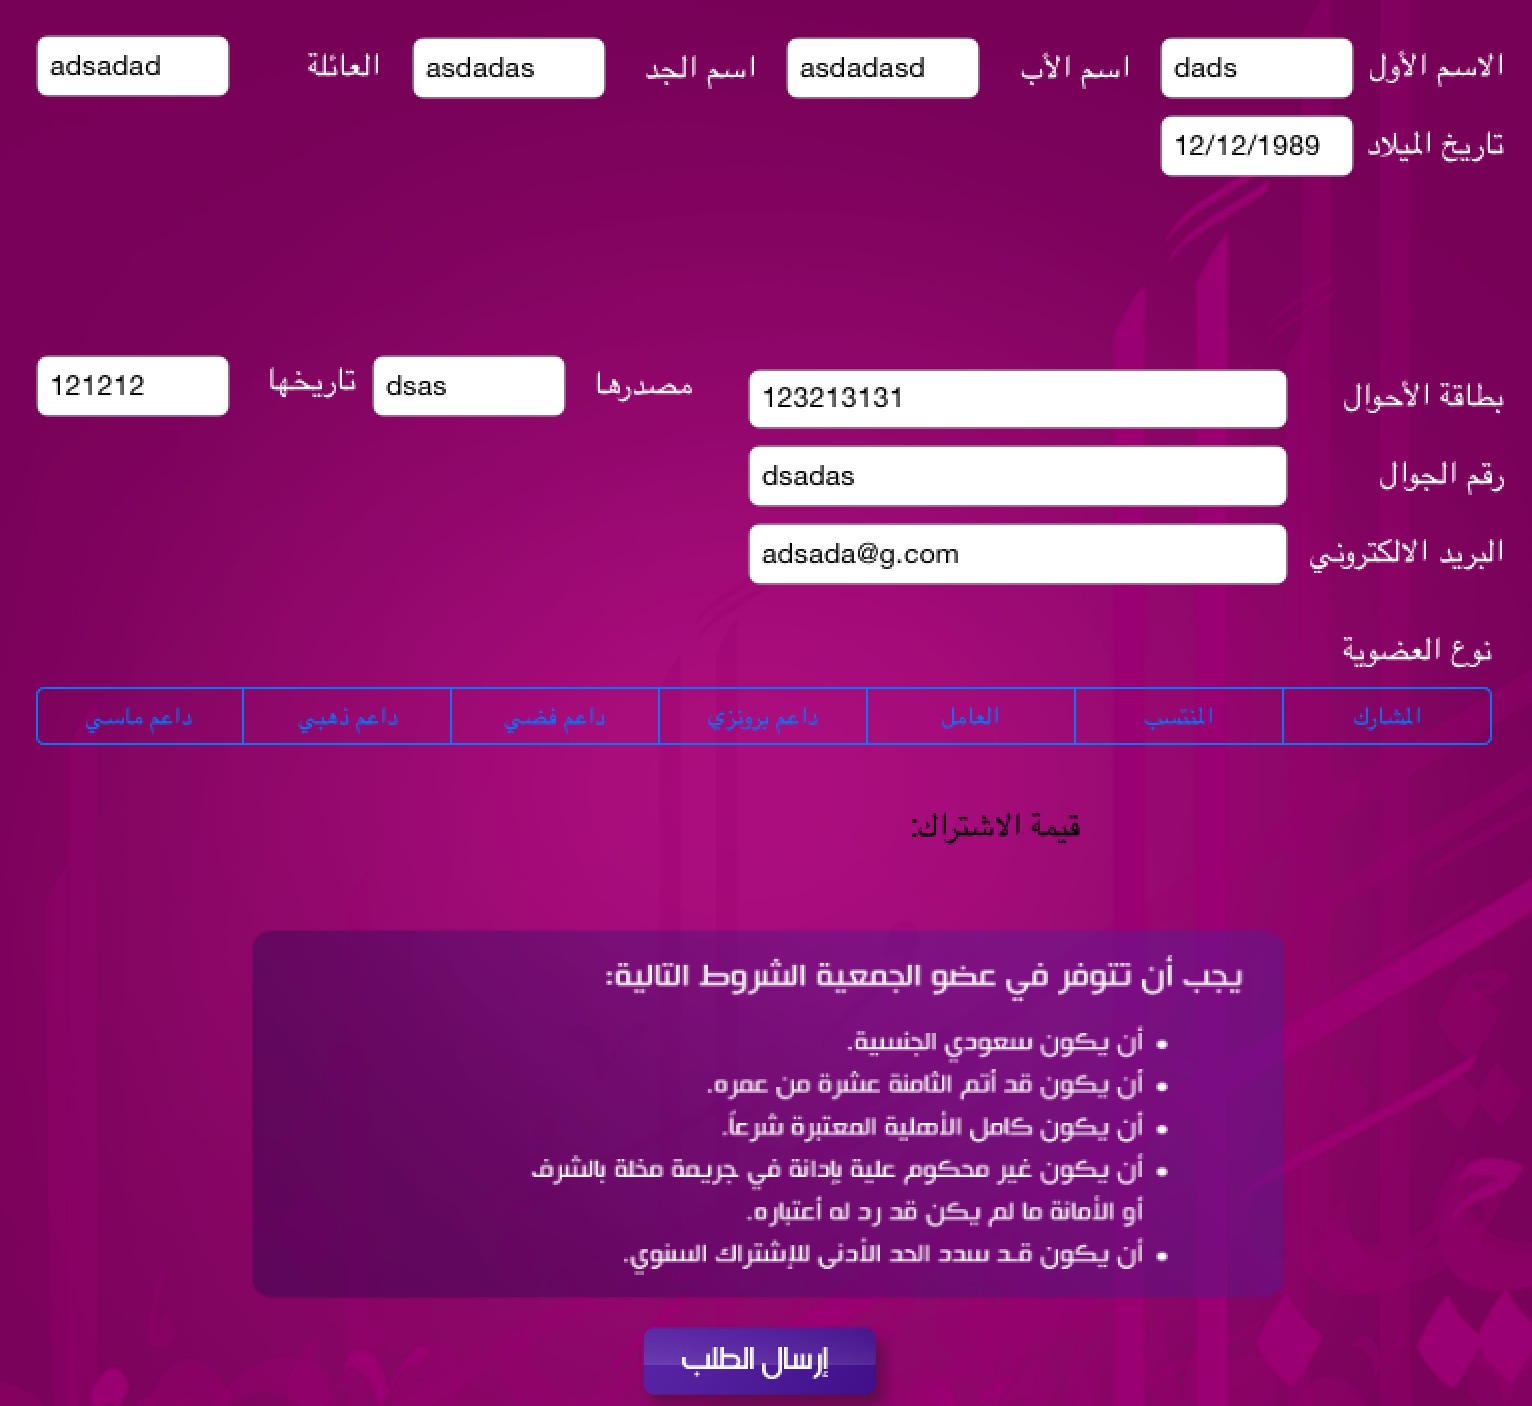 الاسم الأول dads اسم الأب asdadasd اسم الجد asdadas العائلة adsadad
تاريخ الميلاد 12/12/1989
بطاقة الأحوال 123213131 مصدرها dsas تاريخها 121212
رقم الجوال dsadas
البريد الالكتروني adsada@g.com
نوع العضوية
المشارك المنتسب العامل داعم برونزي داعم فضي داعم ذهبي داعم ماسي
قيمة الاشتراك:
يجب أن تتوفر في عضو الجمعية الشروط التالية:
• أن يكون سعودي الجنسية.
• أن يكون قد أتم الثامنة عشرة من عمره.
• أن يكون كامل الأهلية المعتبرة شرعاً.
• أن يكون غير محكوم علية بإدانة في جريمة مخلة بالشرف
أو الأمانة ما لم يكن قد رد له أعتباره.
• أن يكون قـد سدد الحد الأدنى للإشتراك السنوي.
إرسال الطلب